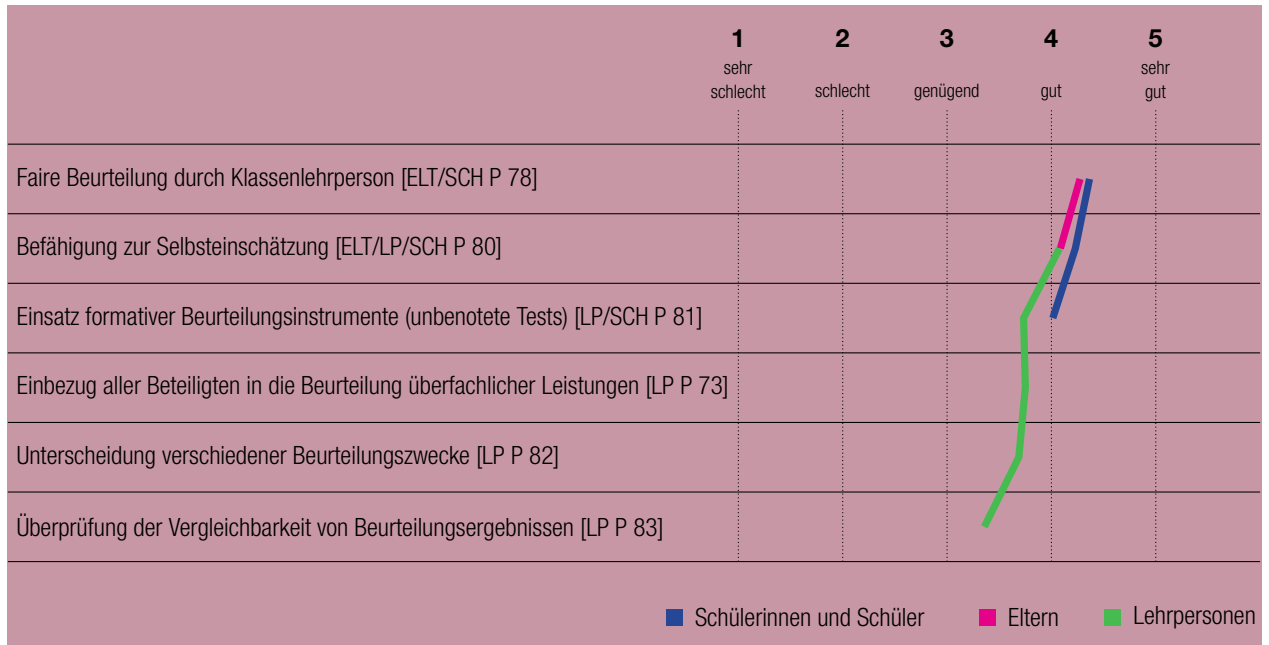 1 2 3 4 5
sehr schlecht schlecht genügend gut sehr gut
Faire Beurteilung durch Klassenlehrperson [ELT/SCH P 78]
Befähigung zur Selbsteinschätzung [ELT/LP/SCH P 80]
Einsatz formativer Beurteilungsinstrumente (unbenotete Tests) [LP/SCH P 81]
Einbezug aller Beteiligten in die Beurteilung überfachlicher Leistungen [LP P 73]
Unterscheidung verschiedener Beurteilungszwecke [LP P 82]
Überprüfung der Vergleichbarkeit von Beurteilungsergebnissen [LP P 83]
Schülerinnen und Schüler Eltern Lehrpersonen